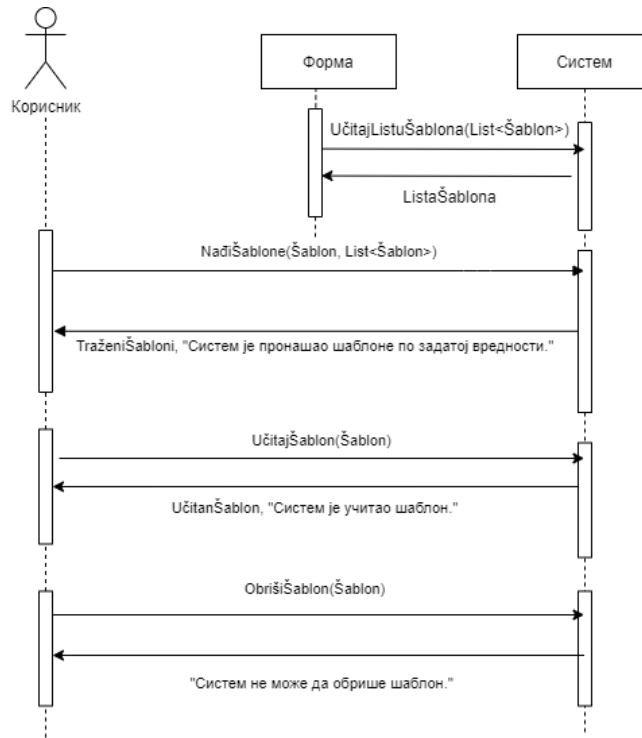 Форма
Систем
Корисник
UčitajListuŠablona(List<Šablon>)
ListaŠablona
NađiŠablone(Šablon, List<Šablon>)
TraženiŠabloni, "Систем је пронашао шаблоне по задатој вредности."
UčitajŠablon(Šablon)
UčitanŠablon, "Систем је учитао шаблон."
ObrišiŠablon(Šablon)
"Систем не може да обрише шаблон."